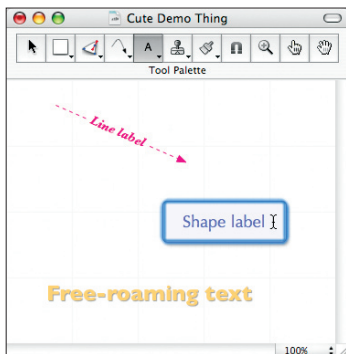 Cute Demo Thing
A
Tool Palette
Line label
Shape label
Free-roaming text
100%